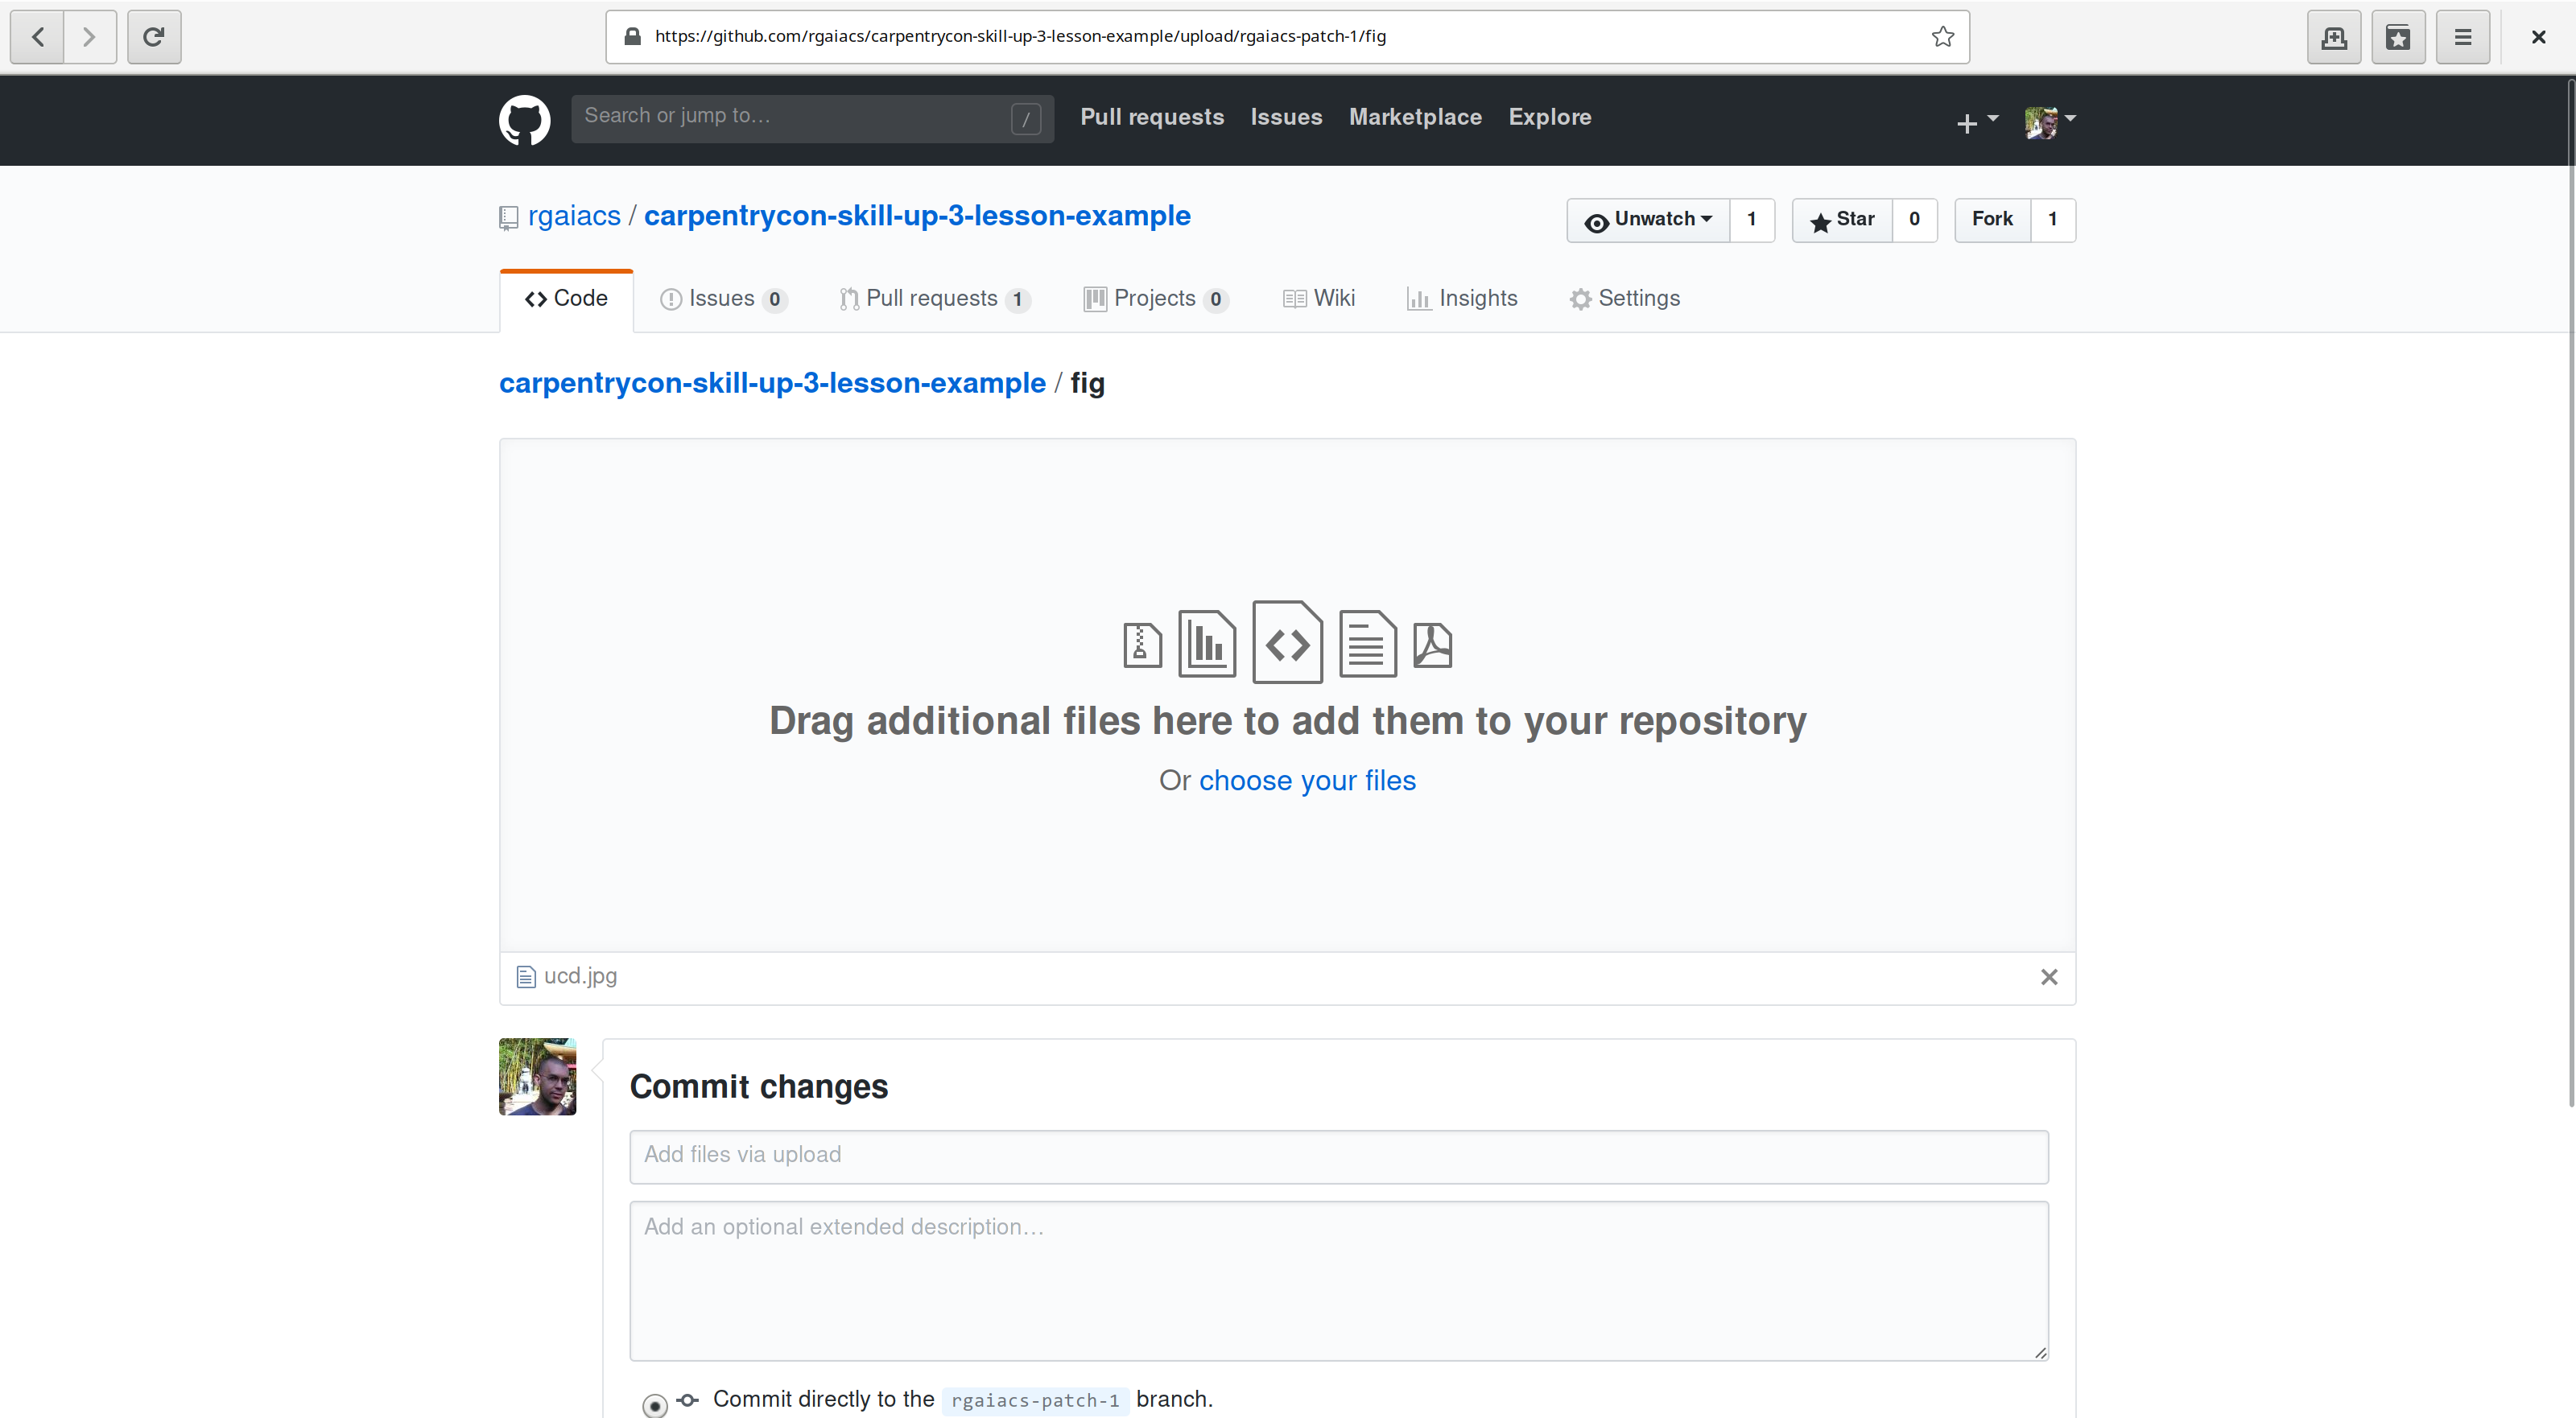 https://github.com/rgaiacs/carpentrycon-skill-up-3-lesson-example/upload/rgaiacs-patch-1/fig
Search or jump to… /
Pull requests Issues Marketplace Explore
rgaiacs / carpentrycon-skill-up-3-lesson-example
Unwatch 1 Star 0 Fork 1
Code Issues 0 Pull requests 1 Projects 0 Wiki Insights Settings
carpentrycon-skill-up-3-lesson-example / fig
Drag additional files here to add them to your repository
Or choose your files
ucd.jpg
Commit changes
Add files via upload
Add an optional extended description…
Commit directly to the rgaiacs-patch-1 branch.